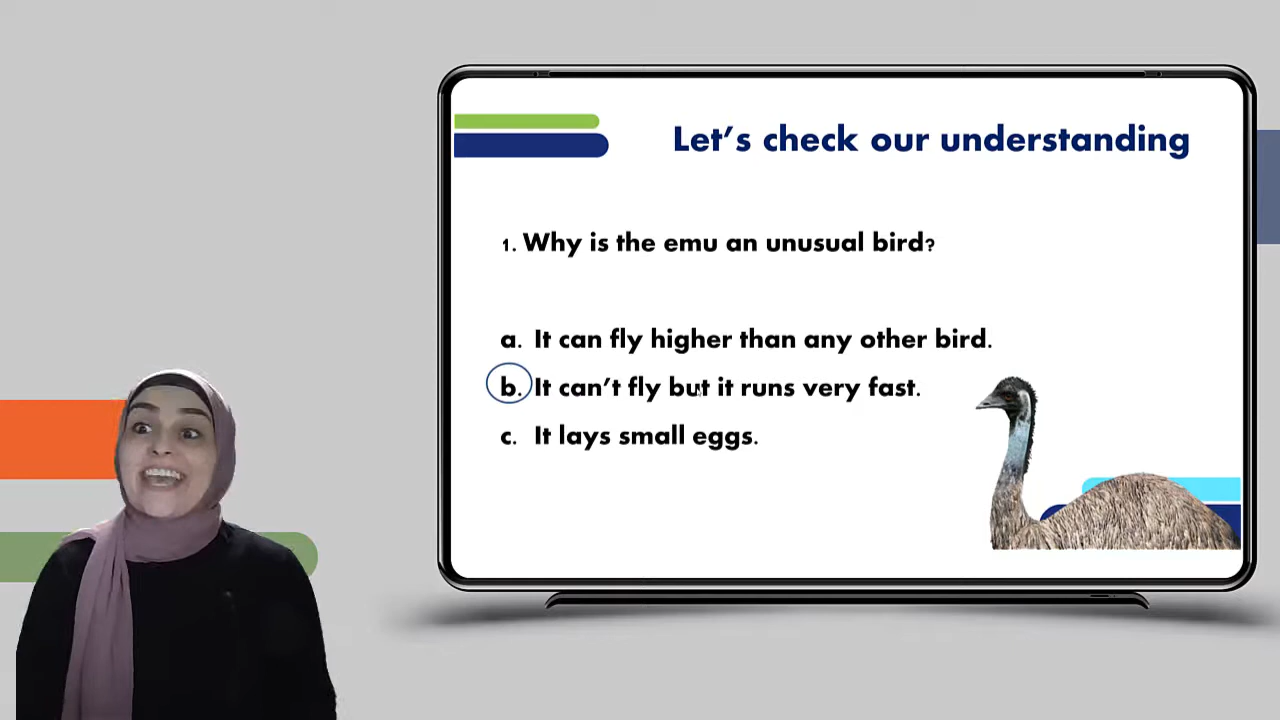 Let's check our understanding
1. Why is the emu an unusual bird?
a. It can fly higher than any other bird.
b. It can't fly but it runs very fast.
c. It lays small eggs.